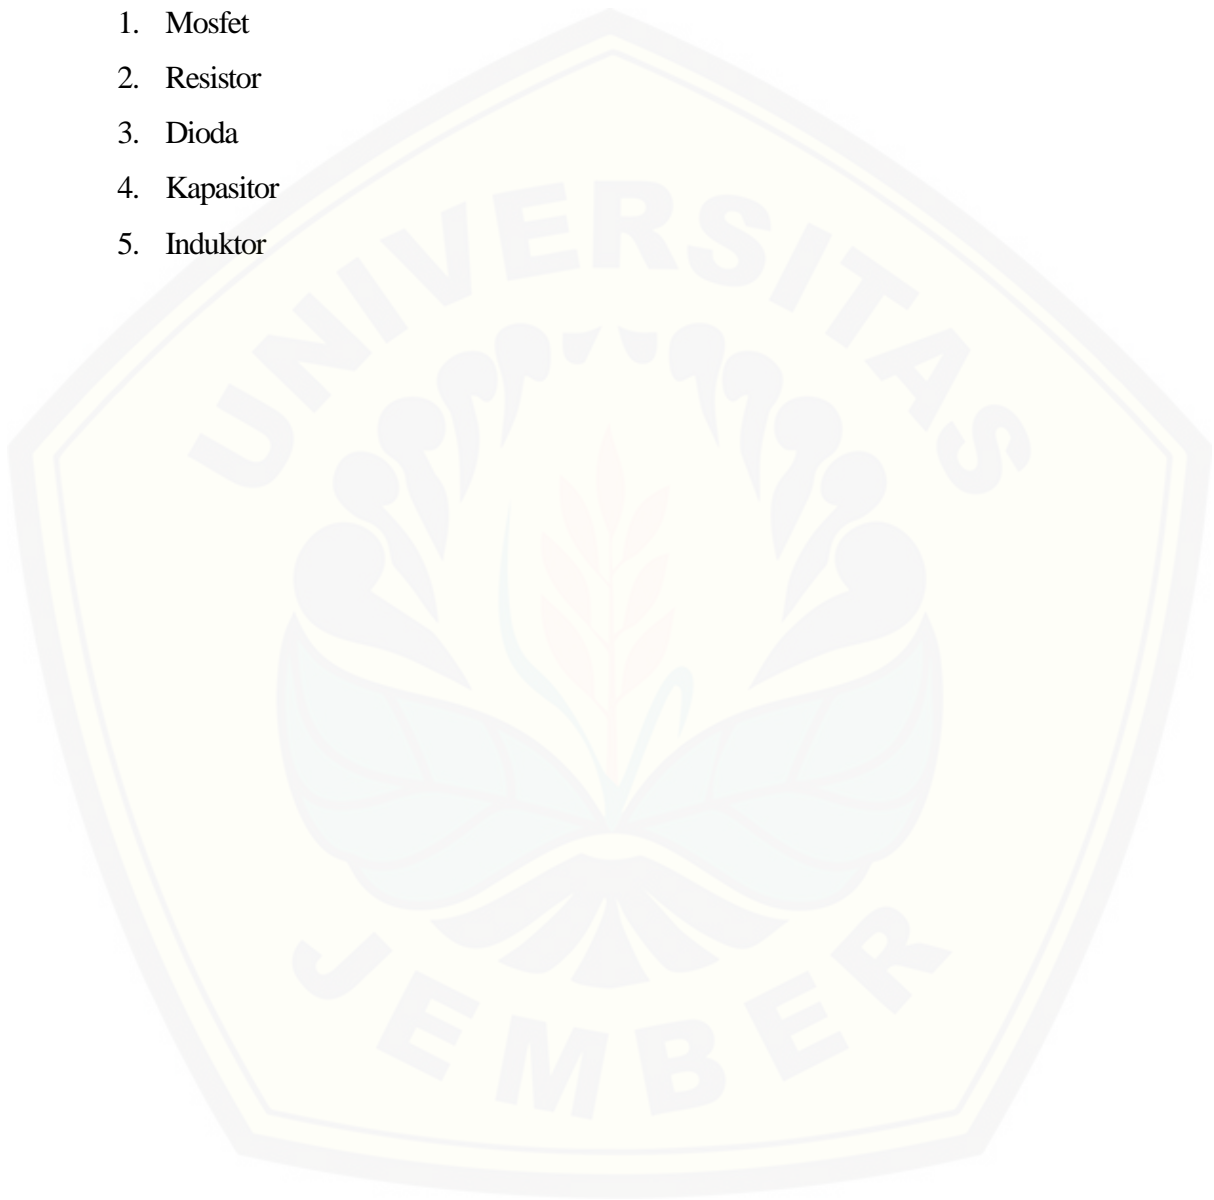 1. Mosfet
2. Resistor
3. Dioda
4. Kapasitor
5. Induktor
UNIVERSITAS
JEMBER